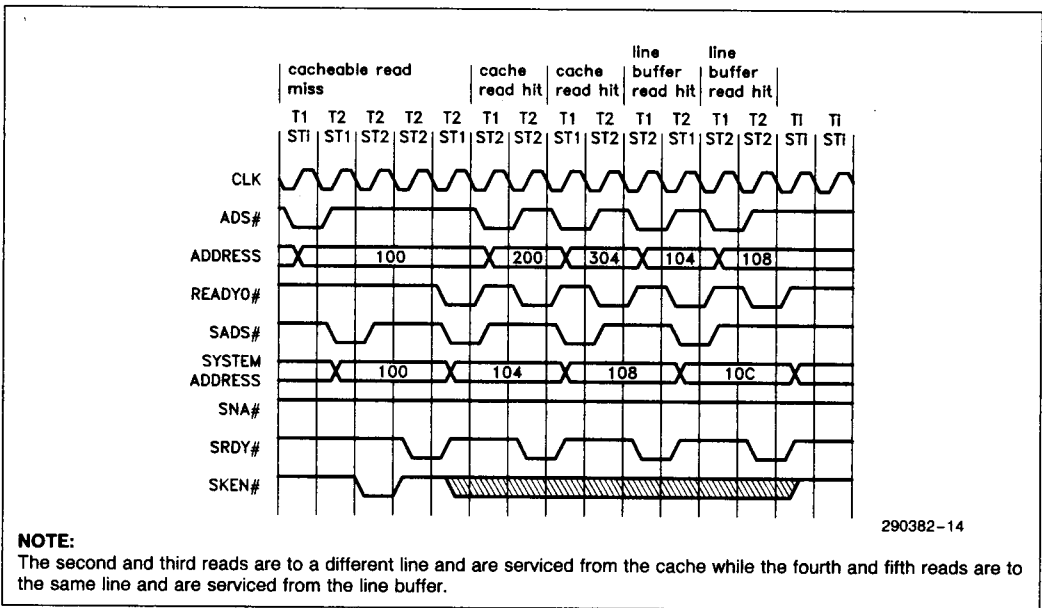 line line
cacheable read cache cache buffer buffer
miss read hit read hit read hit read hit
T1 T2 T2 T2 T2 T1 T2 T1 T2 T1 T2 T1 T2 Ti Ti
STi ST1 ST2 ST2 ST1 ST2 ST2 ST1 ST2 ST2 ST1 ST2 ST2 STi STi
CLK
ADS#
ADDRESS 100 200 304 104 108
READYO#
SADS#
SYSTEM
ADDRESS 100 104 108 10C
SNA#
SRDY#
SKEN#
290382–14
NOTE:
The second and third reads are to a different line and are serviced from the cache while the fourth and fifth reads are to
the same line and are serviced from the line buffer.